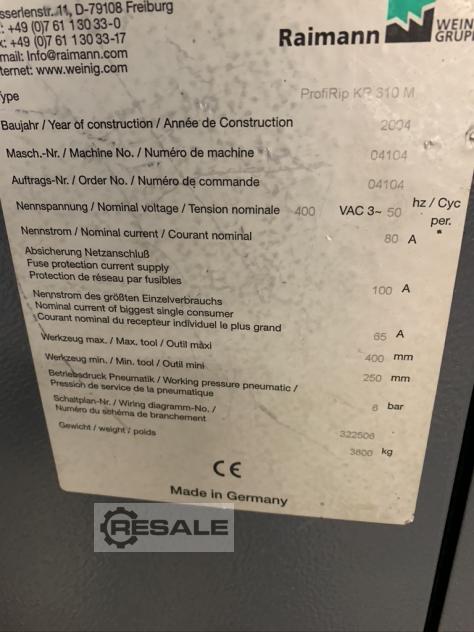 sserlenstr. 11, D-79108 Freiburg
: +49 (0)7 61 1 30 33-0
x: +49 (0)7 61 1 30 33-17
mail: Info@raimann.com
ternet: www.weinig.com
Raimann
WEIN
GRUP
ype ProfiRip KR 310 M
Baujahr / Year of construction / Année de Construction 2004
Masch.-Nr. / Machine No. / Numéro de machine 04104
Auftrags-Nr. / Order No. / Numéro de commande 04104
Nennspannung / Nominal voltage / Tension nominale 400 VAC 3~ 50 hz / Cyc per.
Nennstrom / Nominal current / Courant nominal 80 A
Absicherung Netzanschluß
Fuse protection current supply
Protection de réseau par fusibles 100 A
Nennstrom des größten Einzelverbrauchs
Nominal current of biggest single consumer
Courant nominal du recepteur individuel le plus grand 65 A
Werkzeug max. / Max. tool / Outil maxi 400 mm
Werkzeug min. / Min. tool / Outil mini 250 mm
Betriebsdruck Pneumatik / Working pressure pneumatic /
Pression de service de la pneumatique 6 bar
Schaltplan-Nr. / Wiring diagramm-No. /
Numéro du schéma de branchement 322506
Gewicht / weight / poids 3800 kg
CE
Made in Germany
RESALE